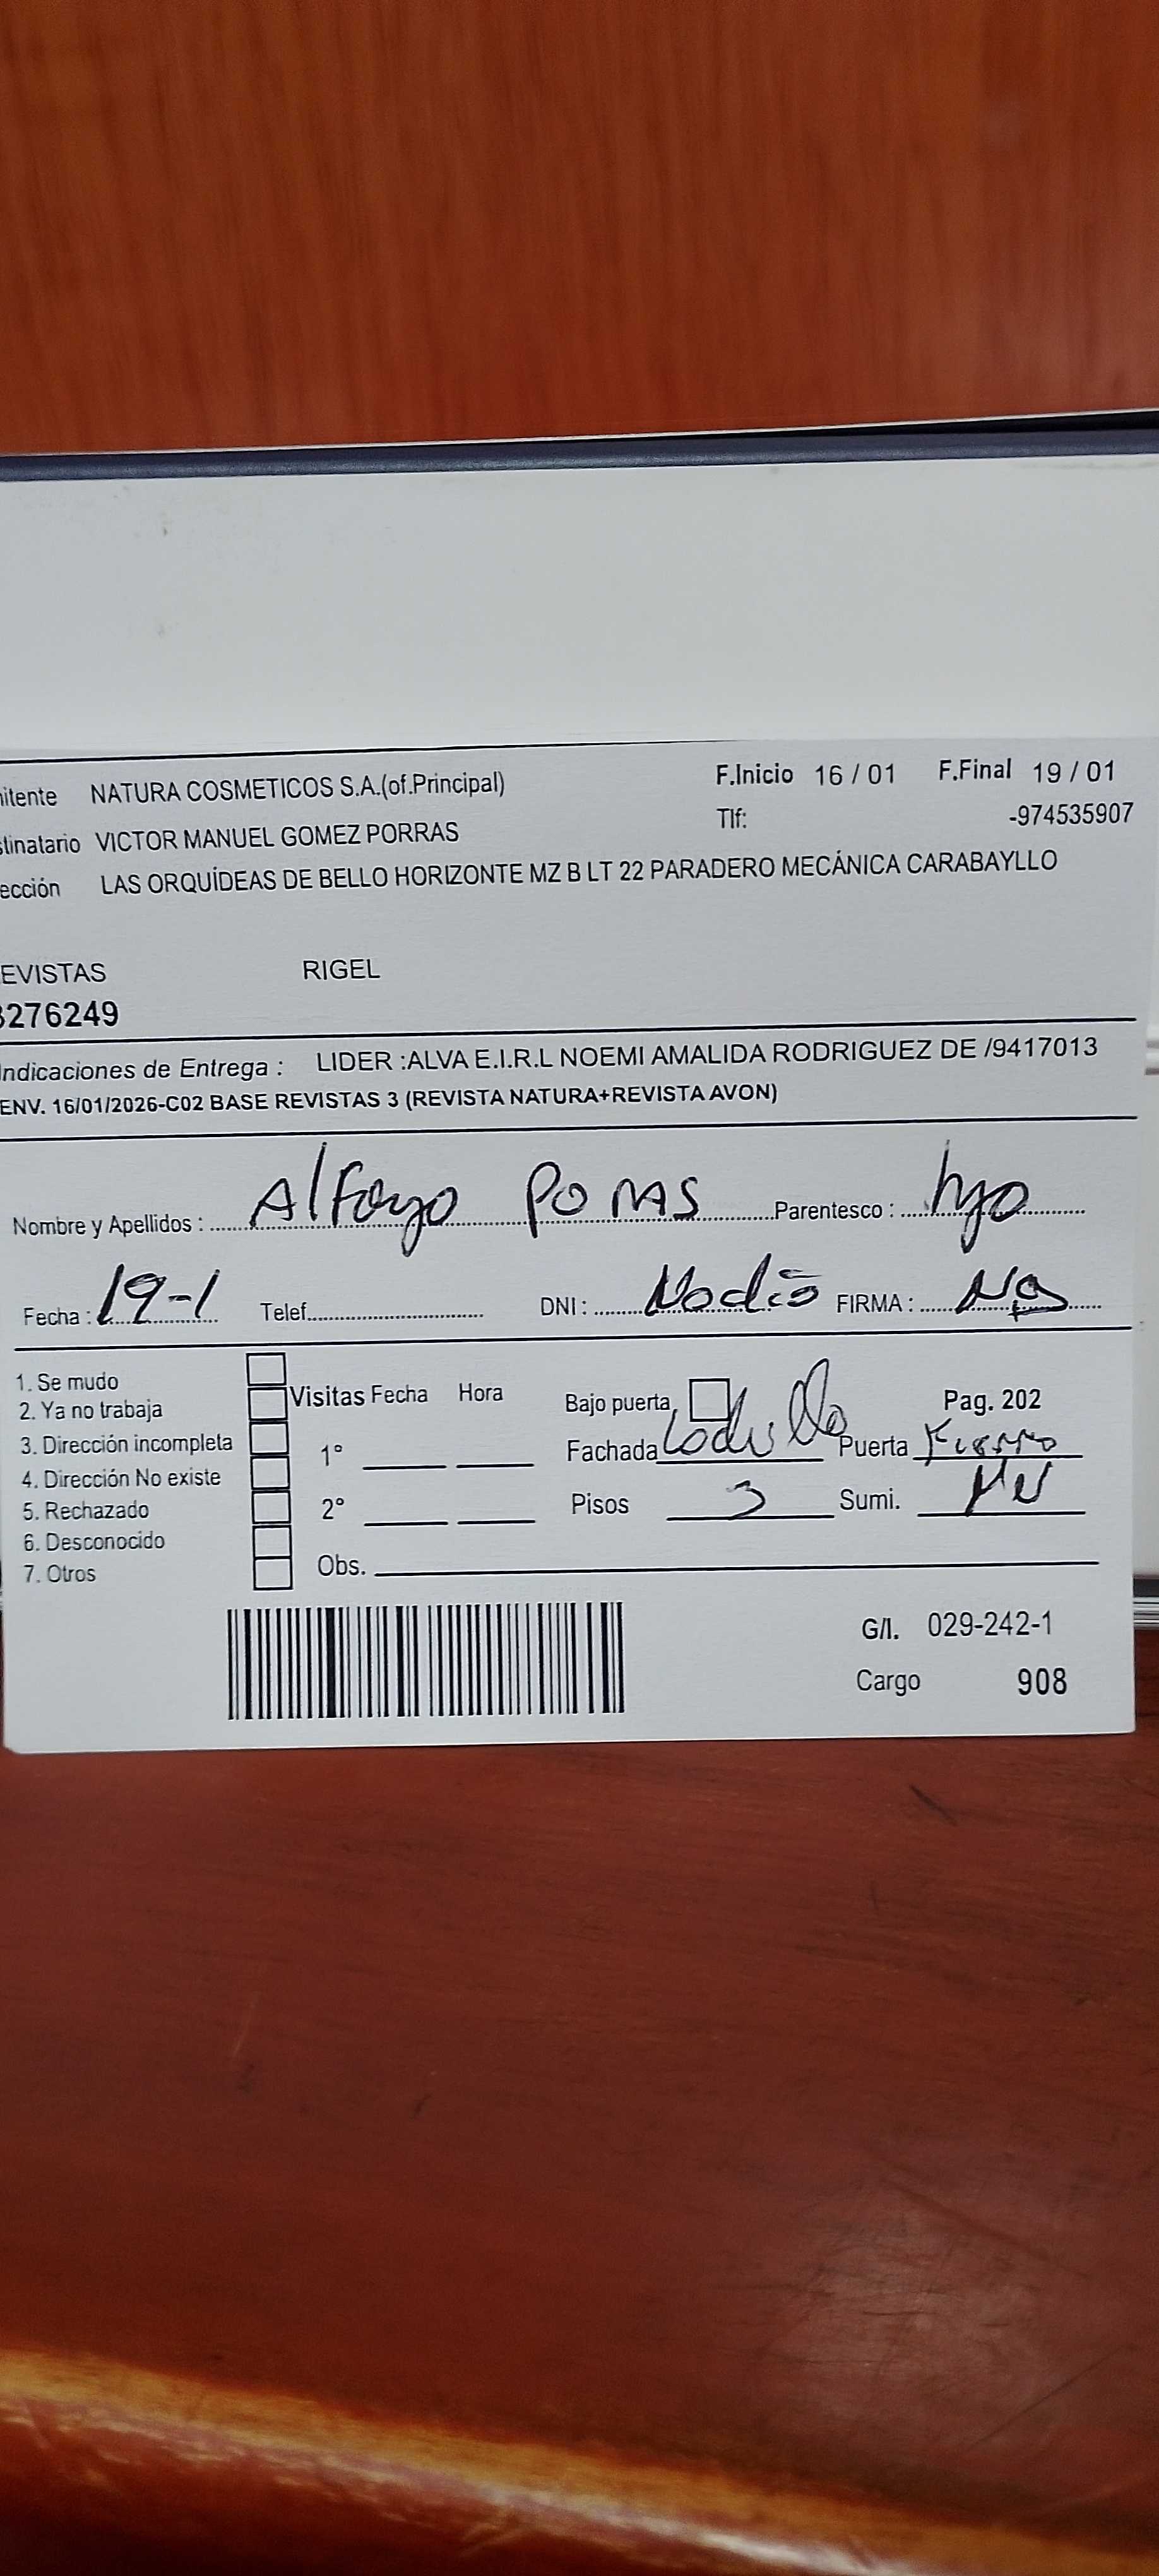 itente NATURA COSMETICOS S.A.(of.Principal) F.Inicio 16 / 01 F.Final 19 / 01
Tlf: -974535907
tinatario VICTOR MANUEL GOMEZ PORRAS
ección LAS ORQUÍDEAS DE BELLO HORIZONTE MZ B LT 22 PARADERO MECÁNICA CARABAYLLO
EVISTAS RIGEL
276249
Indicaciones de Entrega : LIDER :ALVA E.I.R.L NOEMI AMALIDA RODRIGUEZ DE /9417013
ENV. 16/01/2026-C02 BASE REVISTAS 3 (REVISTA NATURA+REVISTA AVON)
Nombre y Apellidos : Parentesco : hijo
Fecha : 19-1 Telef. DNI : No dio FIRMA :
1. Se mudo
2. Ya no trabaja
3. Dirección incompleta
4. Dirección No existe
5. Rechazado
6. Desconocido
7. Otros
Visitas Fecha Hora
1°
2°
Obs.
Bajo puerta Pag. 202
Fachada Ladrillo Puerta Fierro
Pisos 3 Sumi.
G/I. 029-242-1
Cargo 908